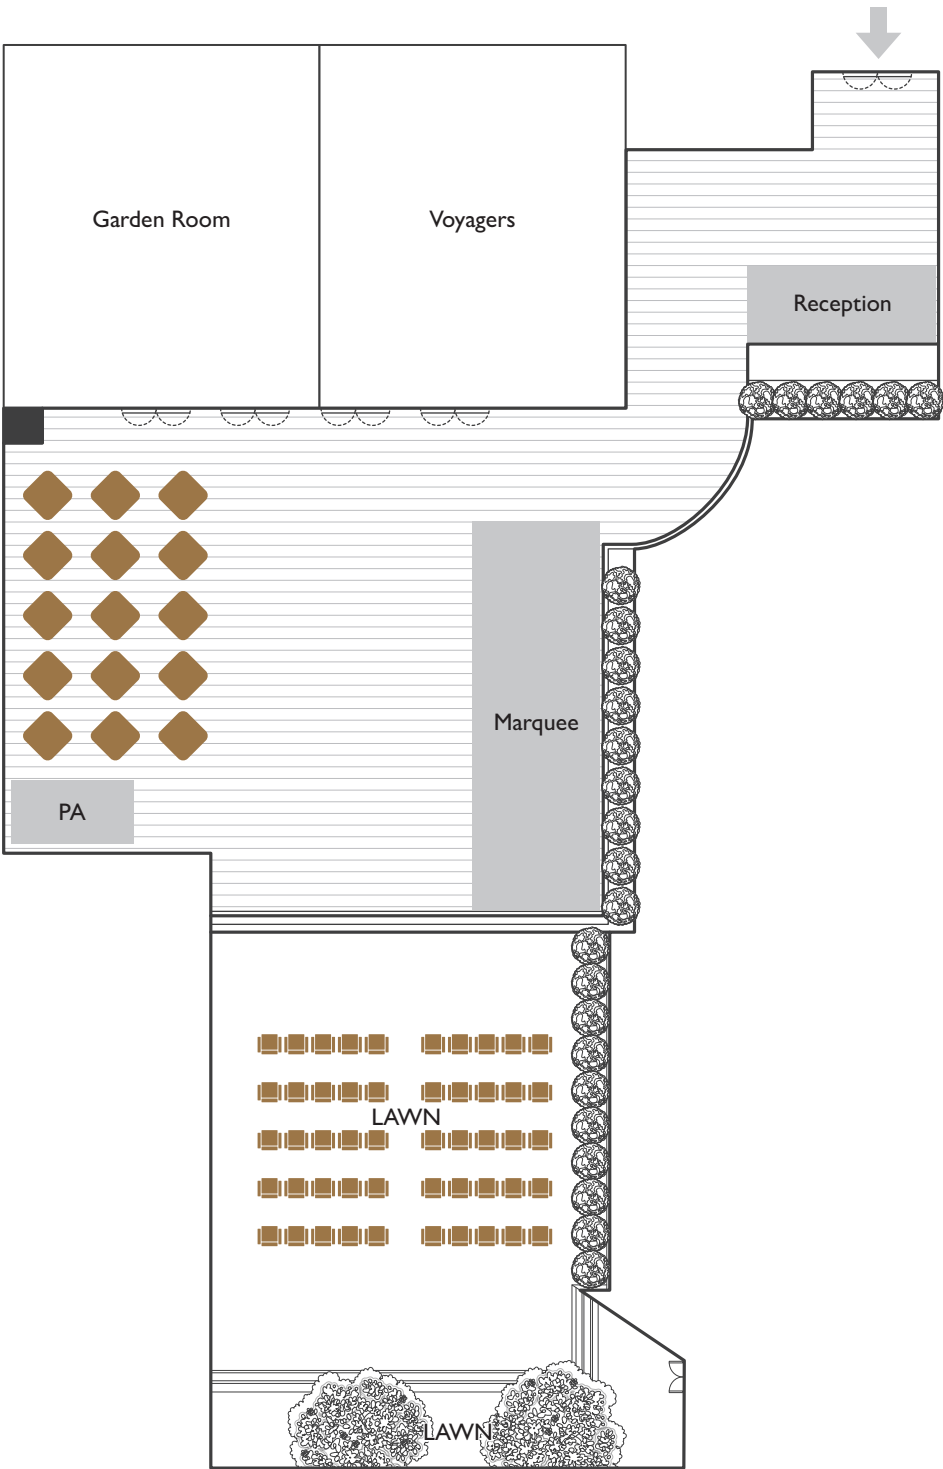 Garden Room
Voyagers
Reception
Marquee
PA
LAWN
LAWN